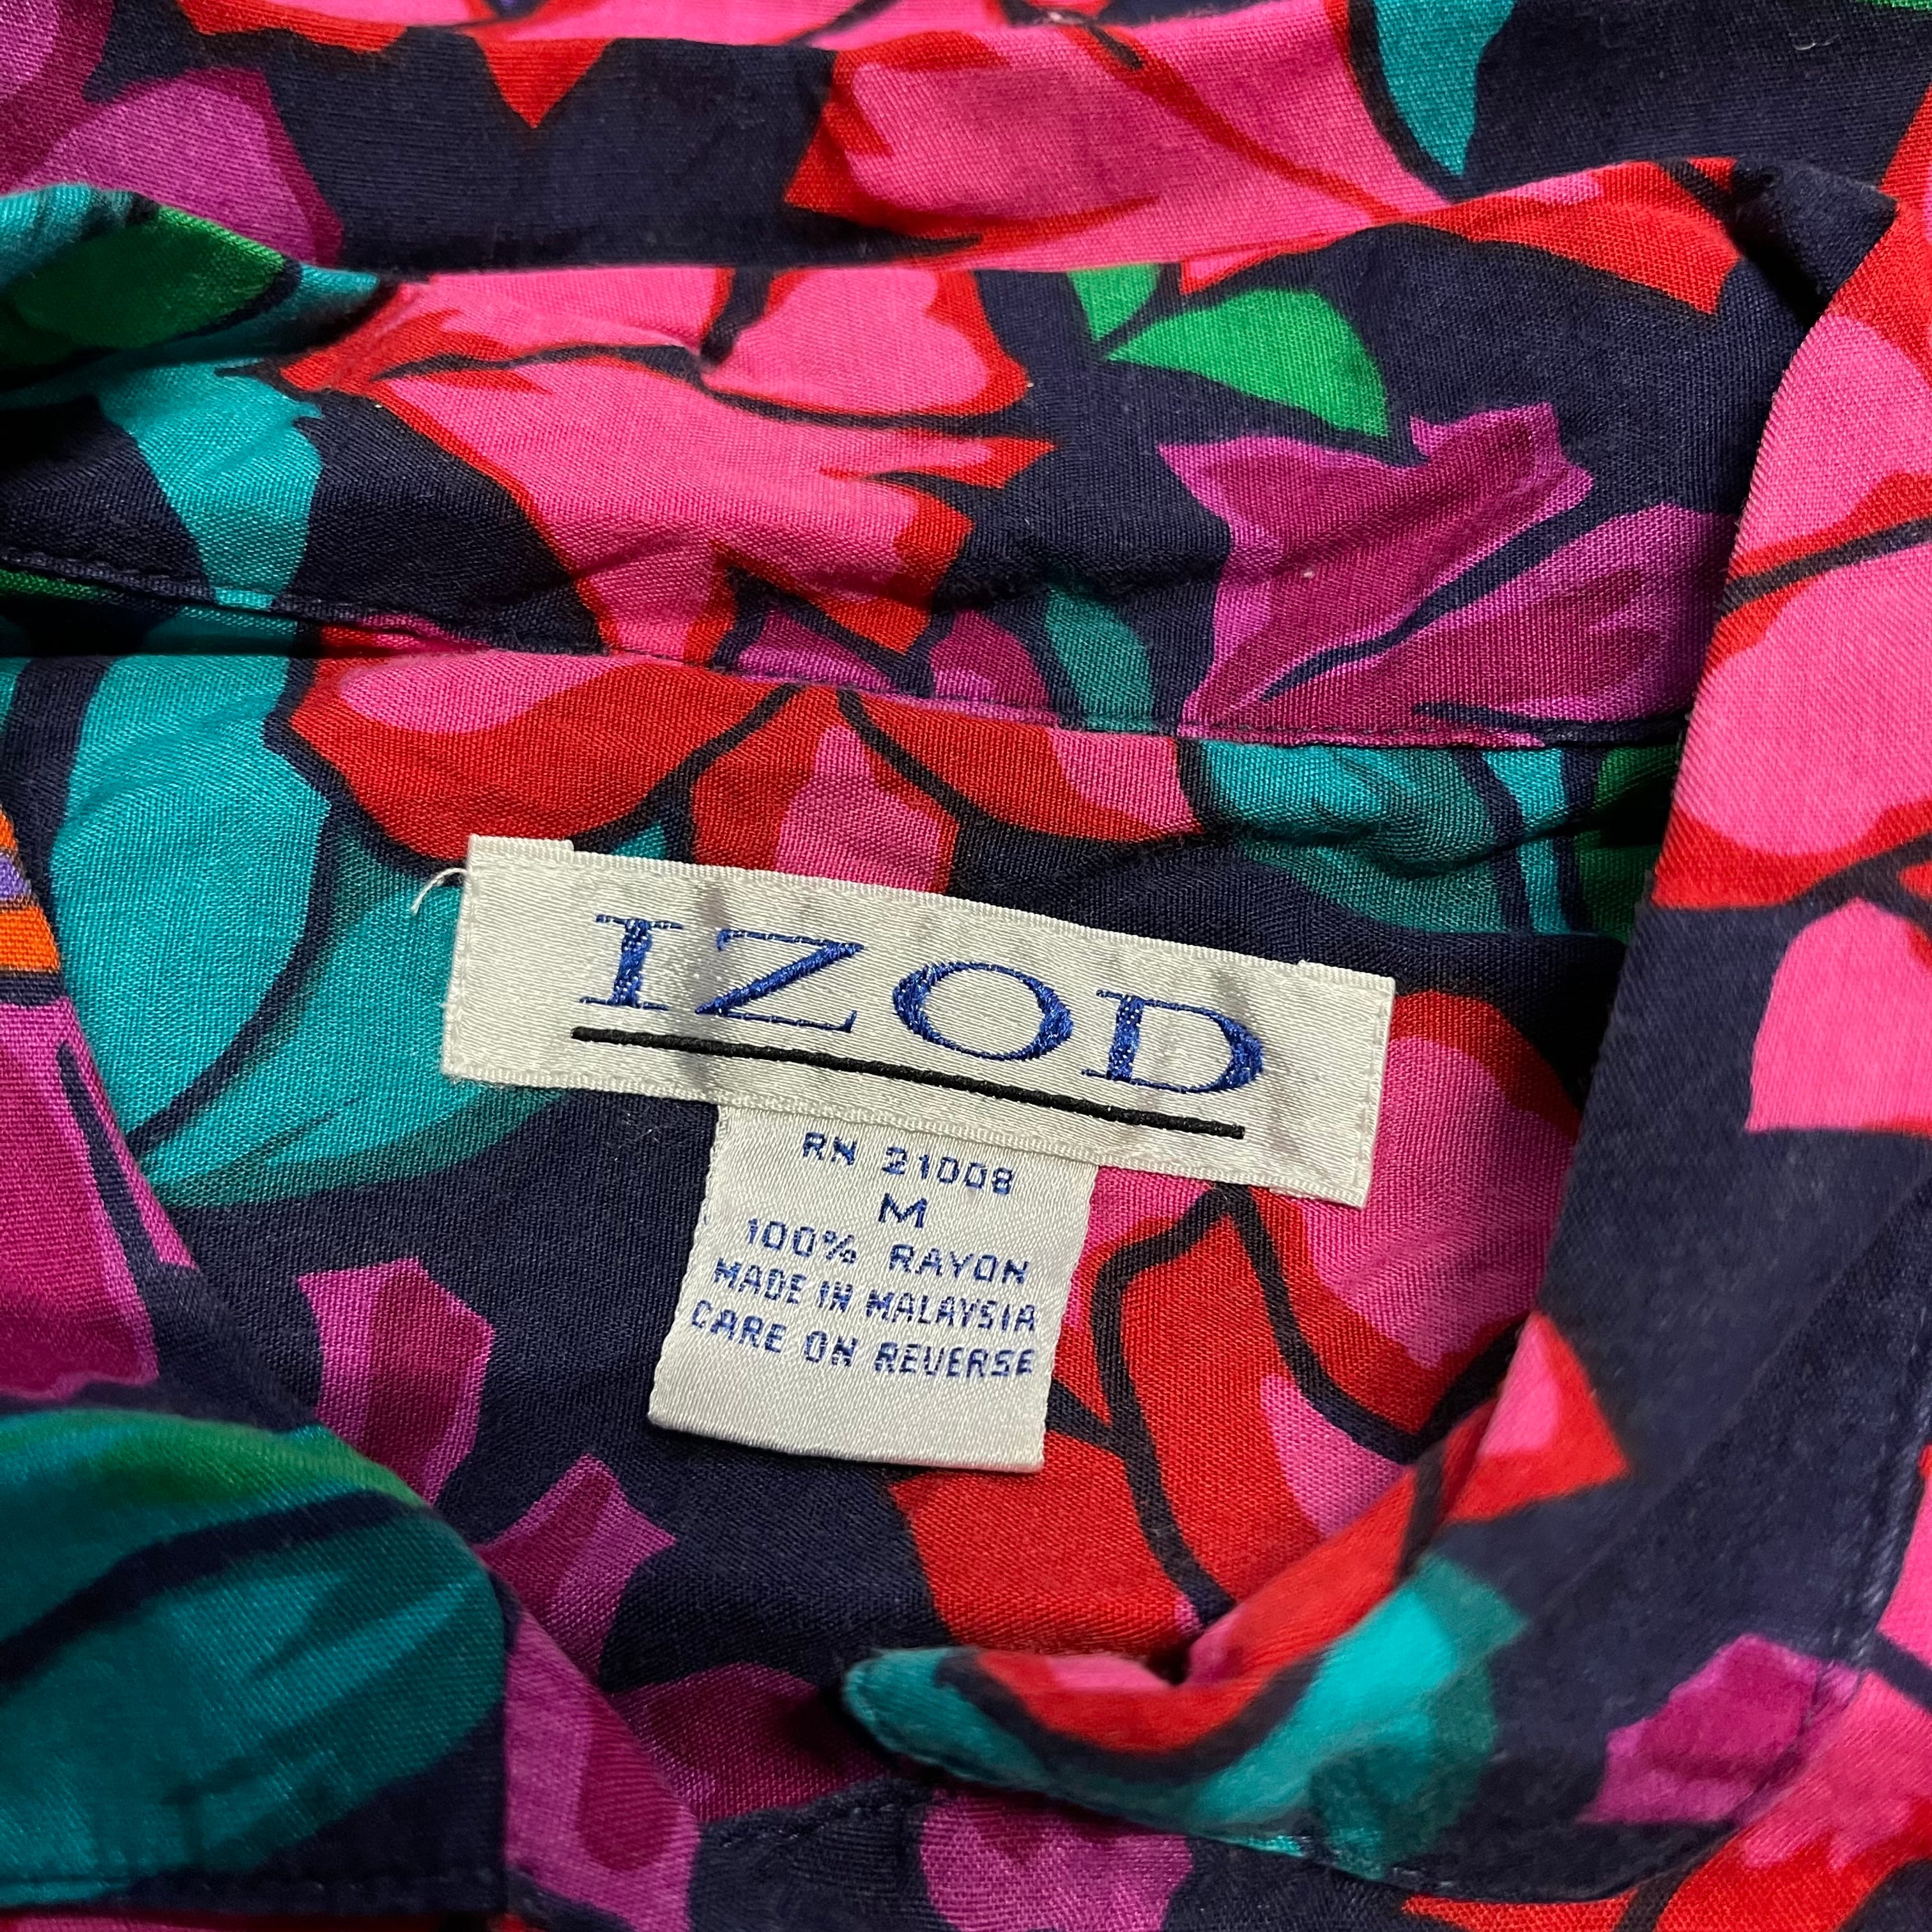 IZOD
RN 21008
M
100% RAYON
MADE IN MALAYSIA
CARE ON REVERSE